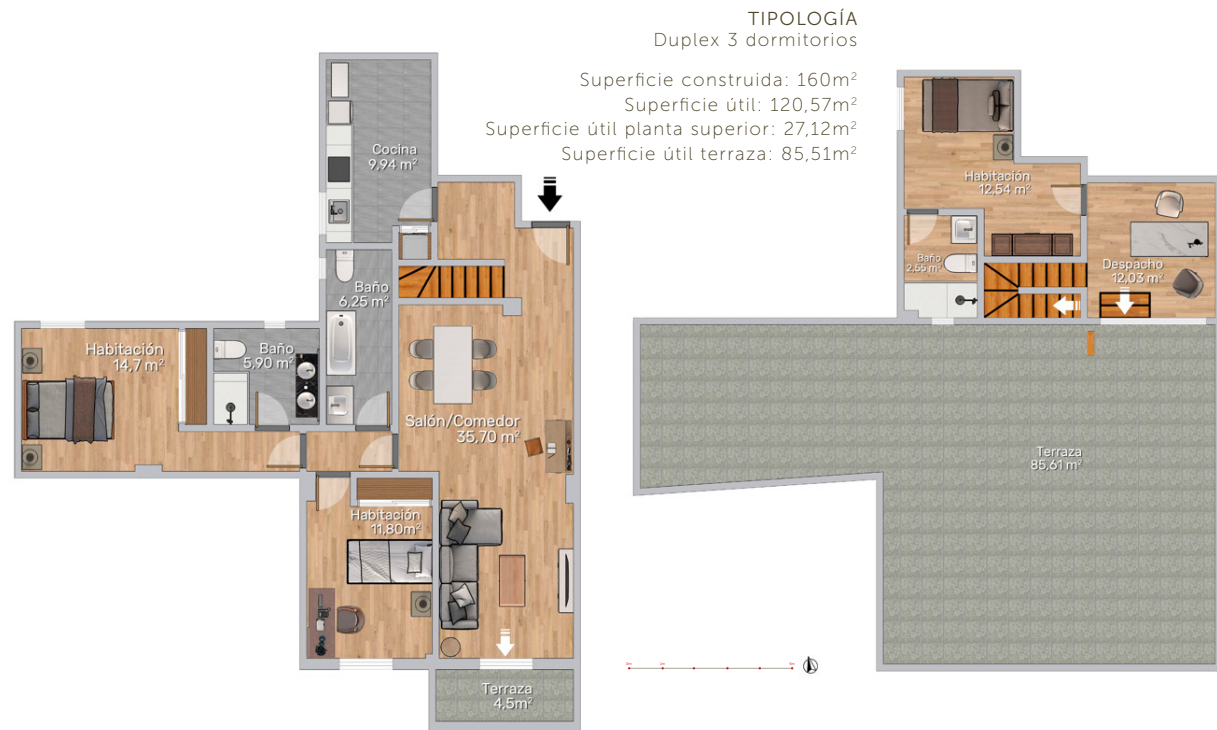 TIPOLOGÍA
Duplex 3 dormitorios
Superficie construida: 160m²
Superficie útil: 120,57m²
Superficie útil planta superior: 27,12m²
Superficie útil terraza: 85,51m²
Cocina
9,94 m²
Baño
6,25 m²
Habitación
14,7 m²
Baño
5,90 m²
Salón/Comedor
35,70 m²
Habitación
11,80m²
Terraza
4,5m²
Habitación
12,54 m²
Baño
2,55 m²
Despacho
12,03 m²
Terraza
85,61 m²